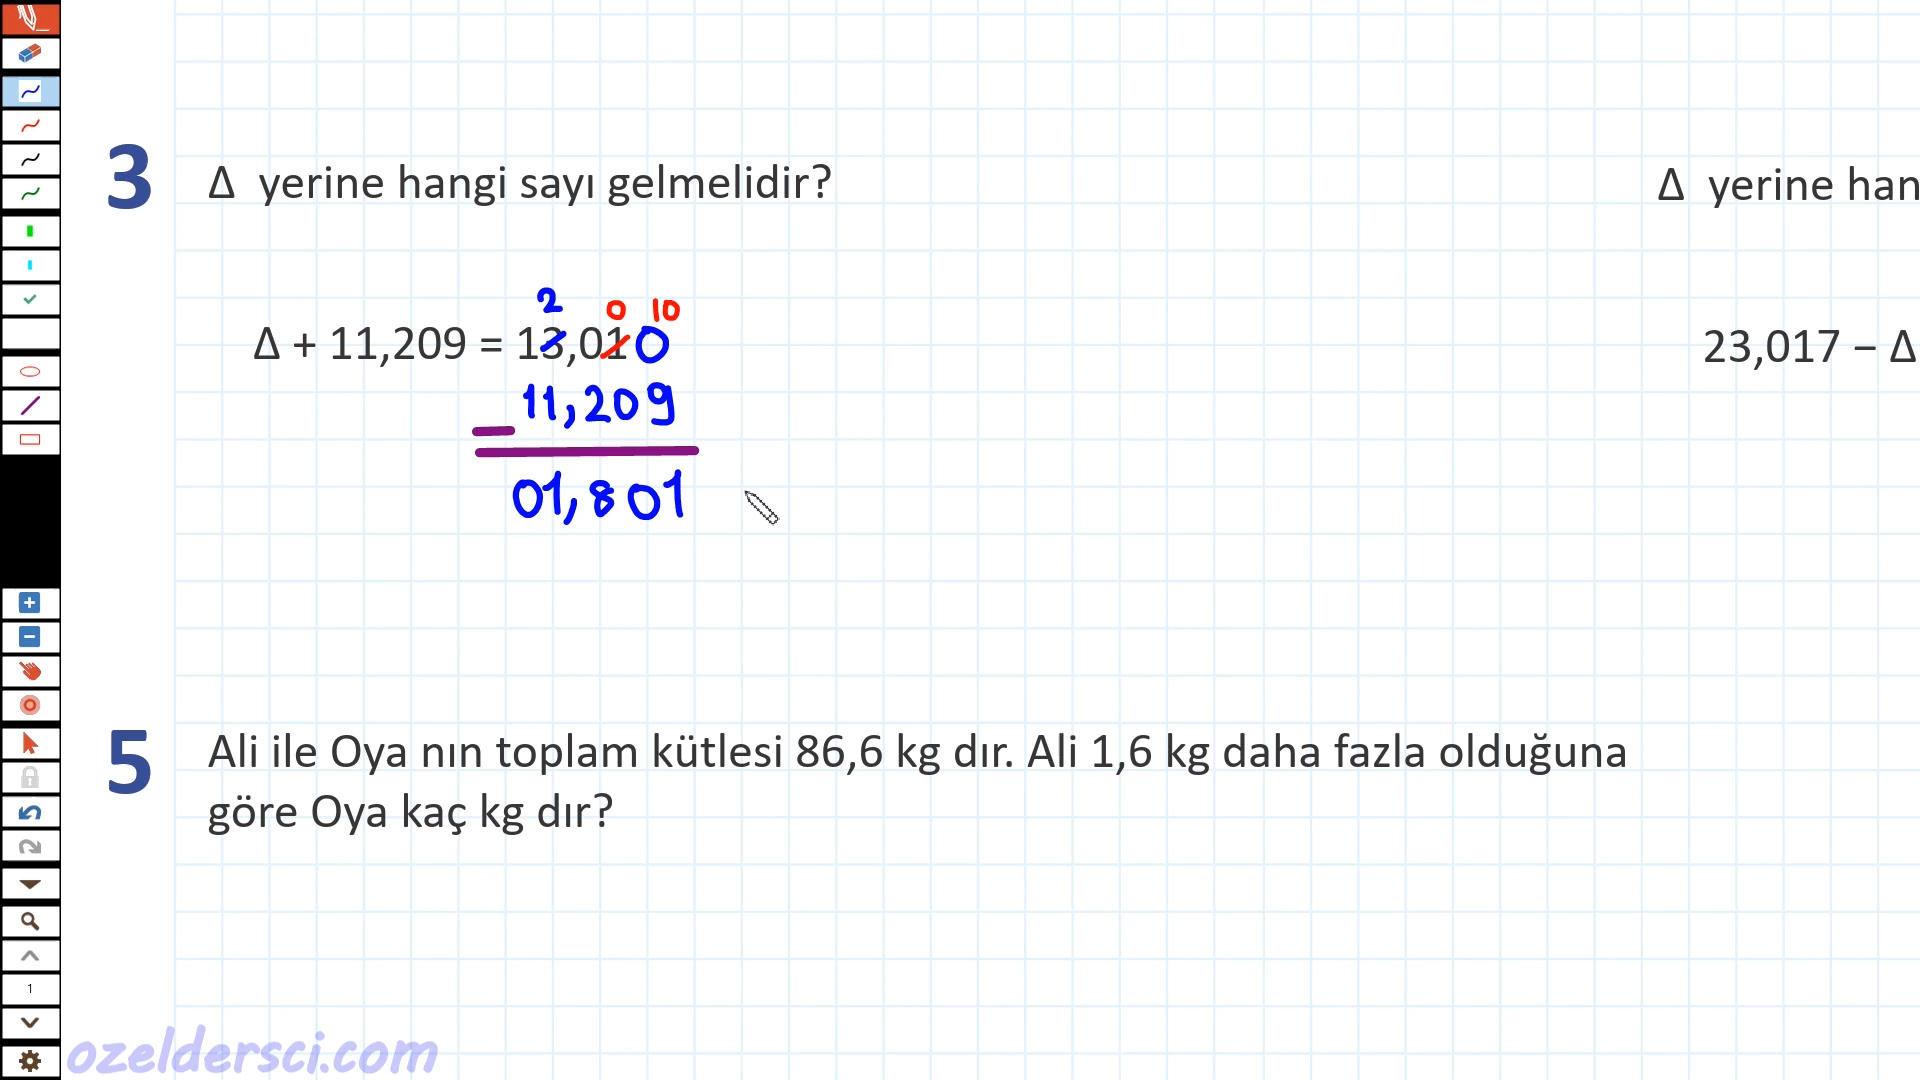 3 Δ yerine hangi sayı gelmelidir?
Δ yerine han
2 0 10
Δ + 11,209 = 13,010
23,017 – Δ
11,209
01,801
5 Ali ile Oya nın toplam kütlesi 86,6 kg dır. Ali 1,6 kg daha fazla olduğuna
göre Oya kaç kg dır?
1
ozeldersci.com